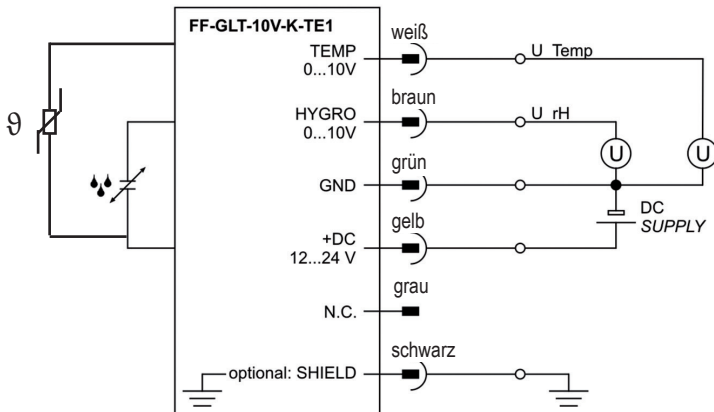 FF-GLT-10V-K-TE1
TEMP
0...10V
weiß
U Temp
HYGRO
0...10V
braun
U rH
ϑ
U
U
GND
grün
DC
SUPPLY
+DC
12...24 V
gelb
N.C.
grau
optional: SHIELD
schwarz